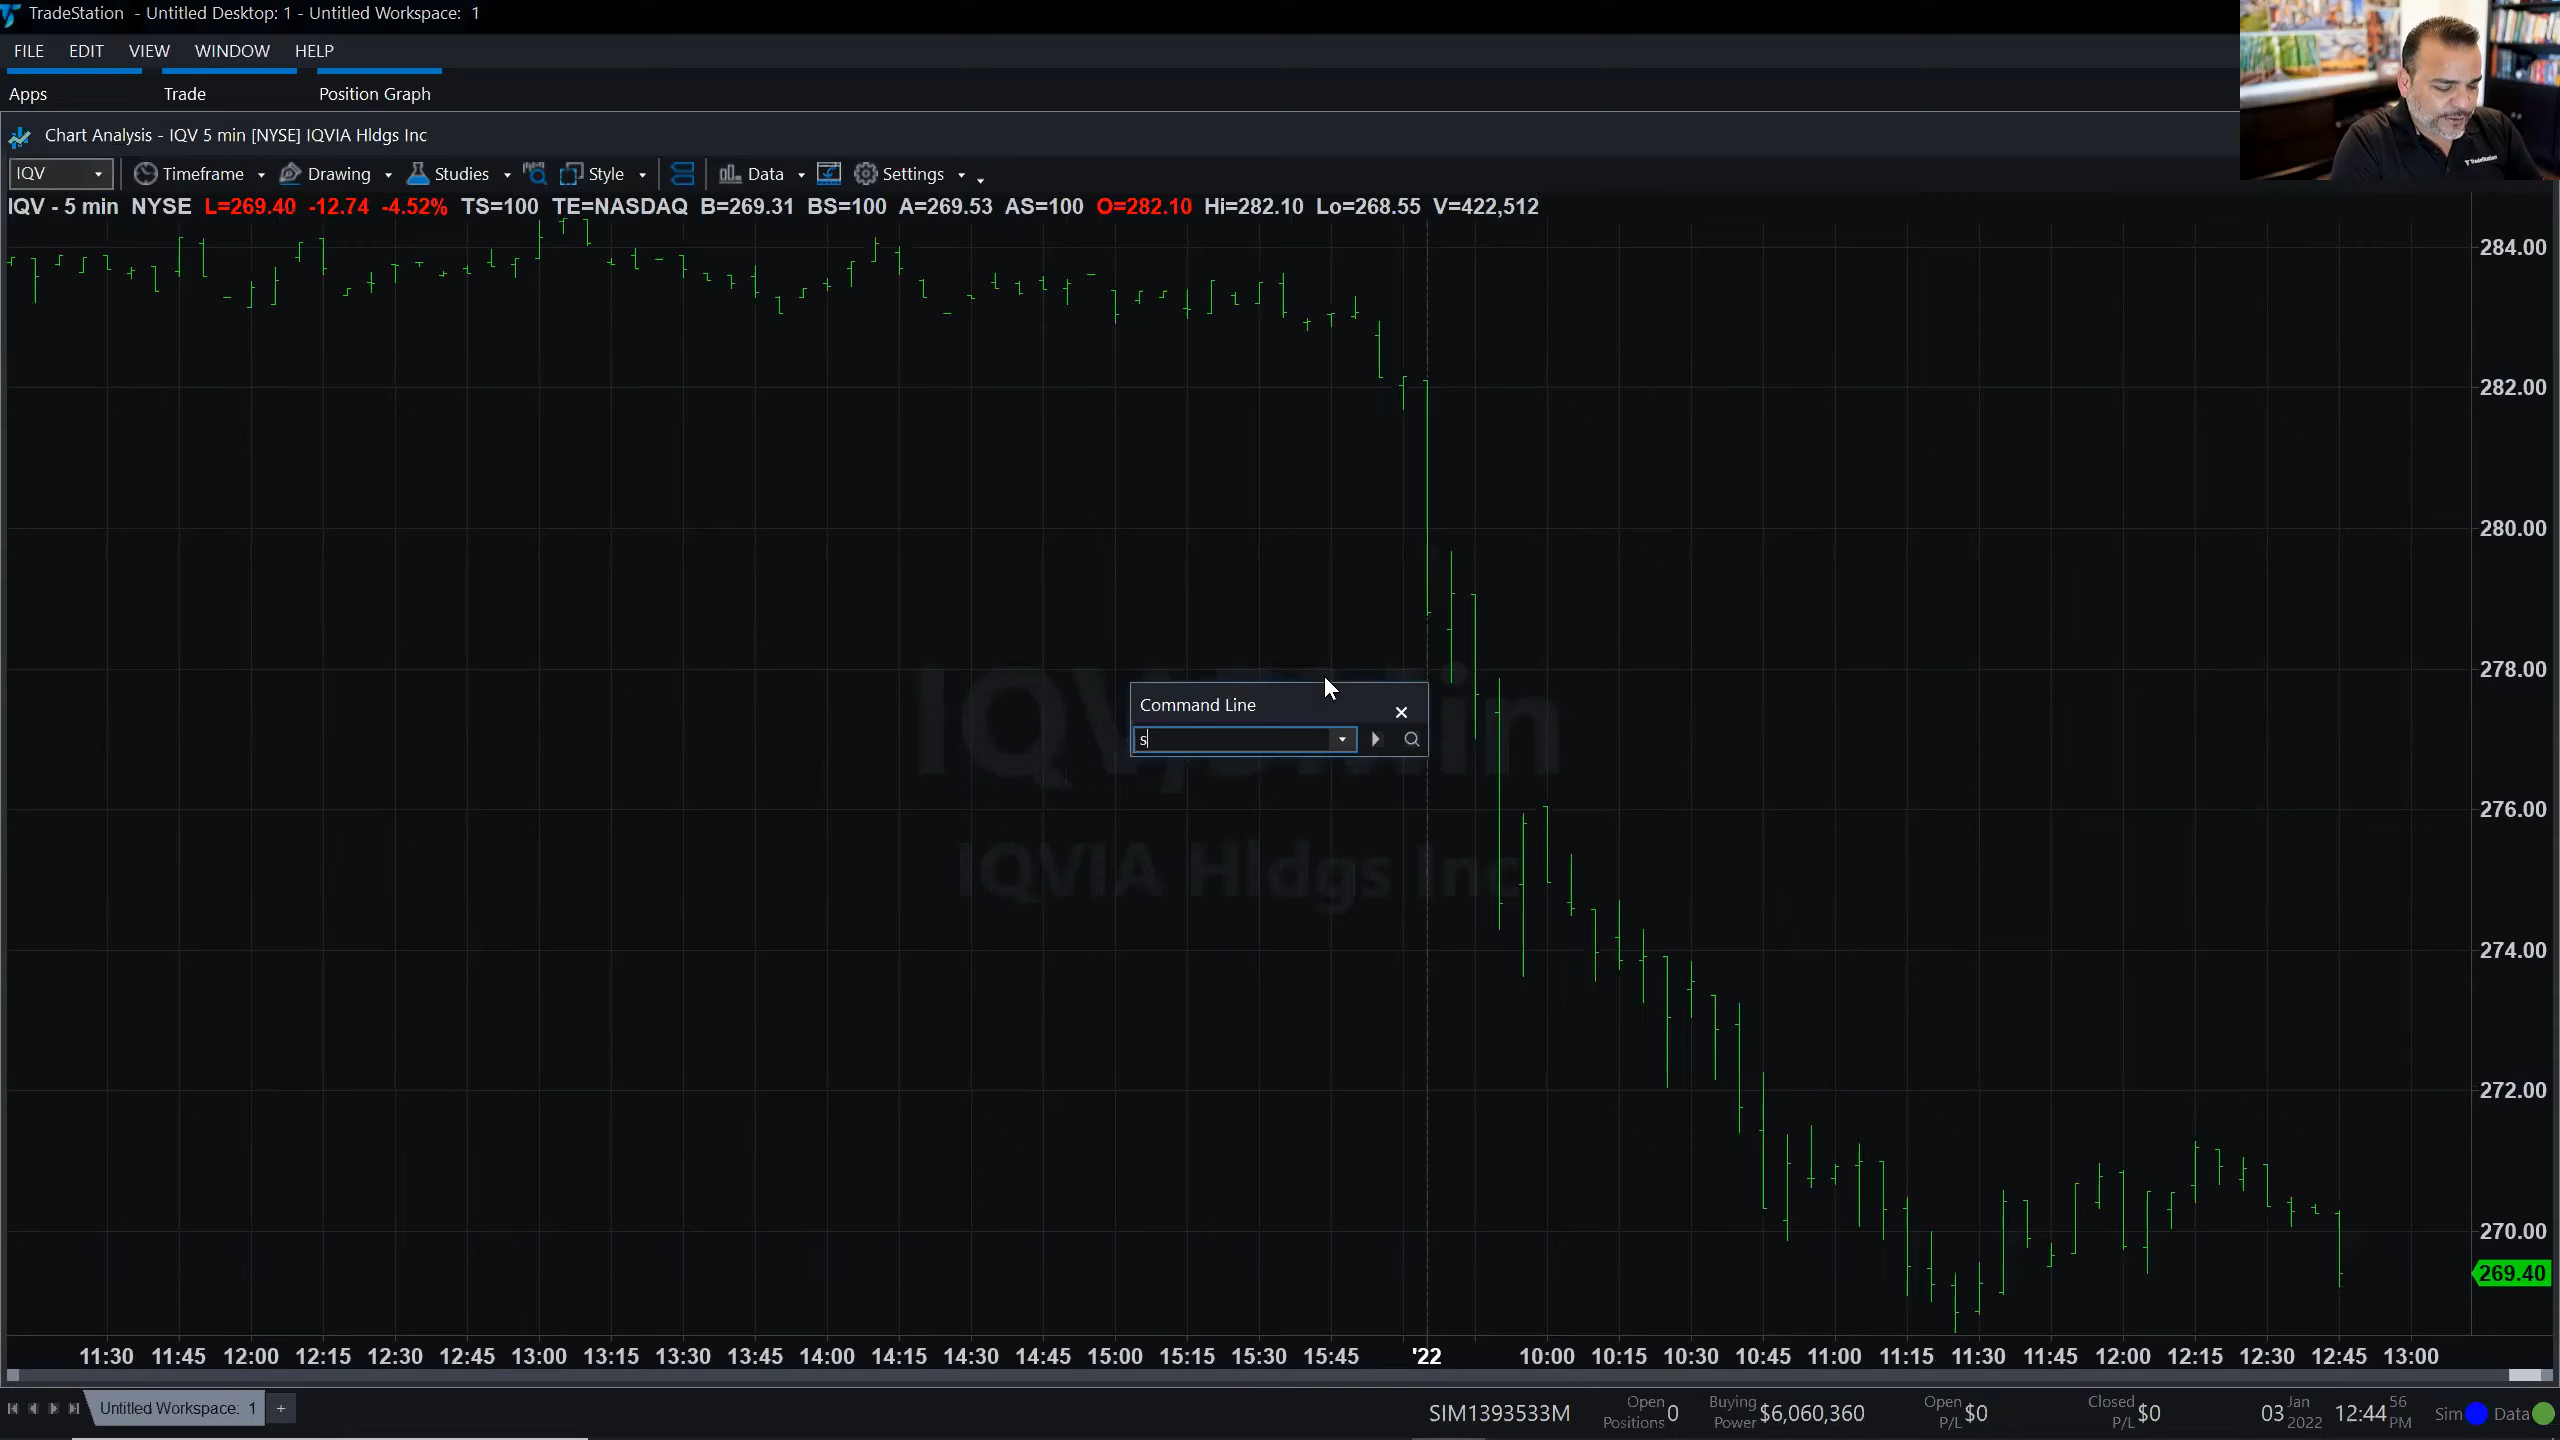 TradeStation - Untitled Desktop: 1 - Untitled Workspace: 1
FILE EDIT VIEW WINDOW HELP
Apps Trade Position Graph
Chart Analysis - IQV 5 min [NYSE] IQVIA Hldgs Inc
IQV Timeframe Drawing Studies Style Data Settings
IQV - 5 min NYSE L=269.40 -12.74 -4.52% TS=100 TE=NASDAQ B=269.31 BS=100 A=269.53 AS=100 O=282.10 Hi=282.10 Lo=268.55 V=422,512
284.00
282.00
280.00
278.00
276.00
274.00
272.00
270.00
269.40
IQV,5 Min
IQVIA Hldgs Inc
Command Line
s
11:30 11:45 12:00 12:15 12:30 12:45 13:00 13:15 13:30 13:45 14:00 14:15 14:30 14:45 15:00 15:15 15:30 15:45 '22 10:00 10:15 10:30 10:45 11:00 11:15 11:30 11:45 12:00 12:15 12:30 12:45 13:00
Untitled Workspace: 1 +
SIM1393533M Open Positions 0 Buying Power $6,060,360 Open P/L $0 Closed P/L $0 03 Jan 2022 12:44 56 PM Sim Data
TradeStation